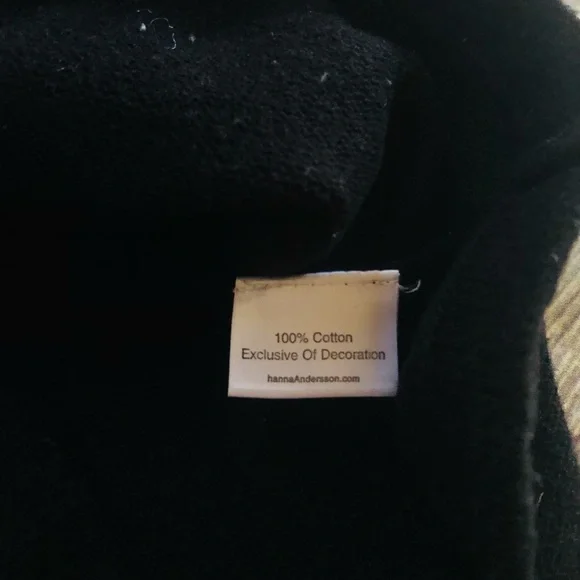 100% Cotton
Exclusive Of Decoration
hannaAndersson.com